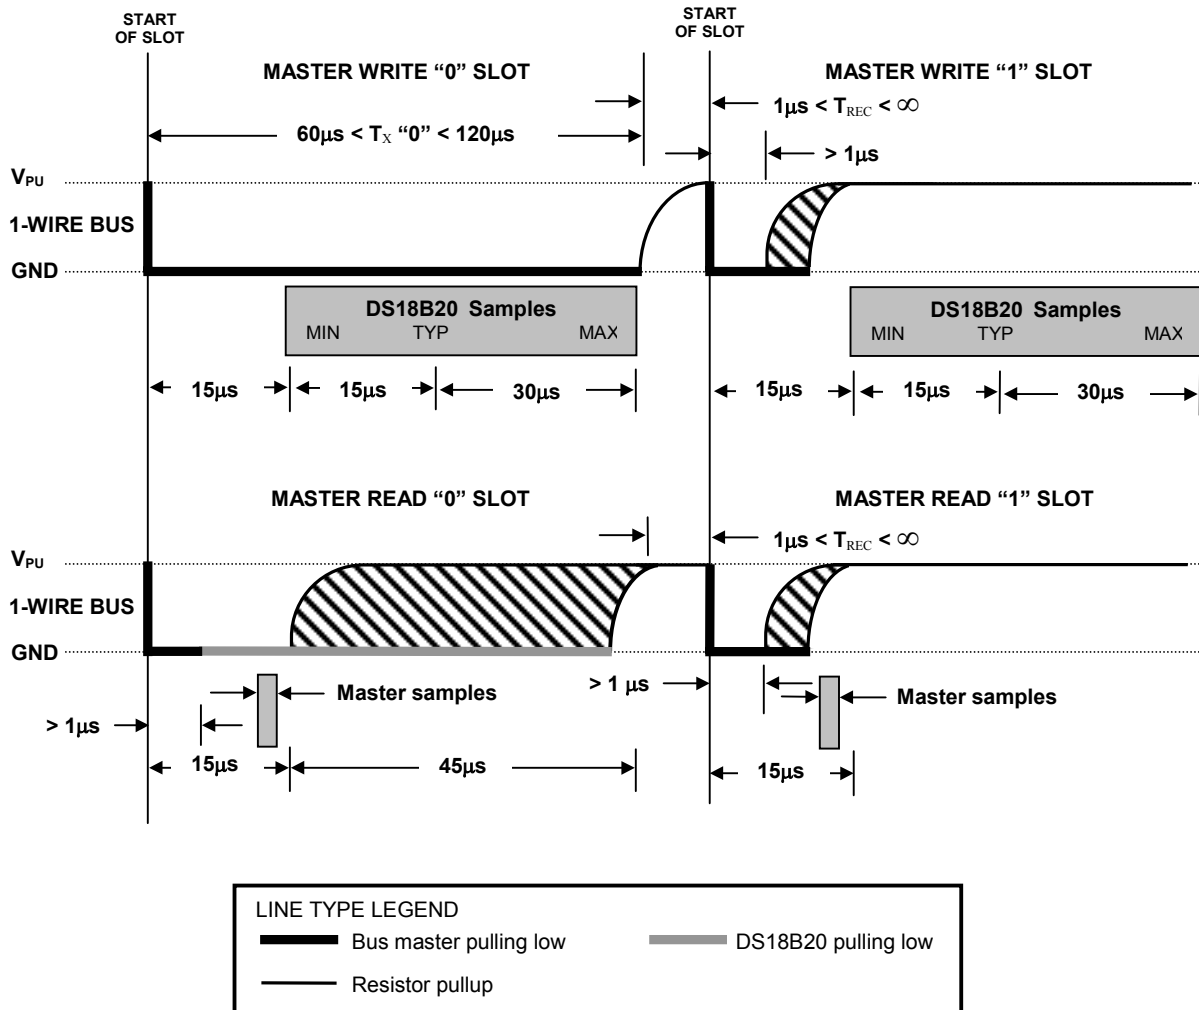 START
OF SLOT
START
OF SLOT
MASTER WRITE “0” SLOT
MASTER WRITE “1” SLOT
1μs < TREC < ∞
60μs < TX “0” < 120μs
> 1μs
VPU
1-WIRE BUS
GND
DS18B20 Samples
MIN TYP MAX
DS18B20 Samples
MIN TYP MAX
15μs 15μs 30μs
15μs 15μs 30μs
MASTER READ “0” SLOT
MASTER READ “1” SLOT
1μs < TREC < ∞
VPU
1-WIRE BUS
GND
> 1 μs
Master samples
Master samples
> 1μs
15μs 45μs
15μs
LINE TYPE LEGEND
Bus master pulling low
DS18B20 pulling low
Resistor pullup